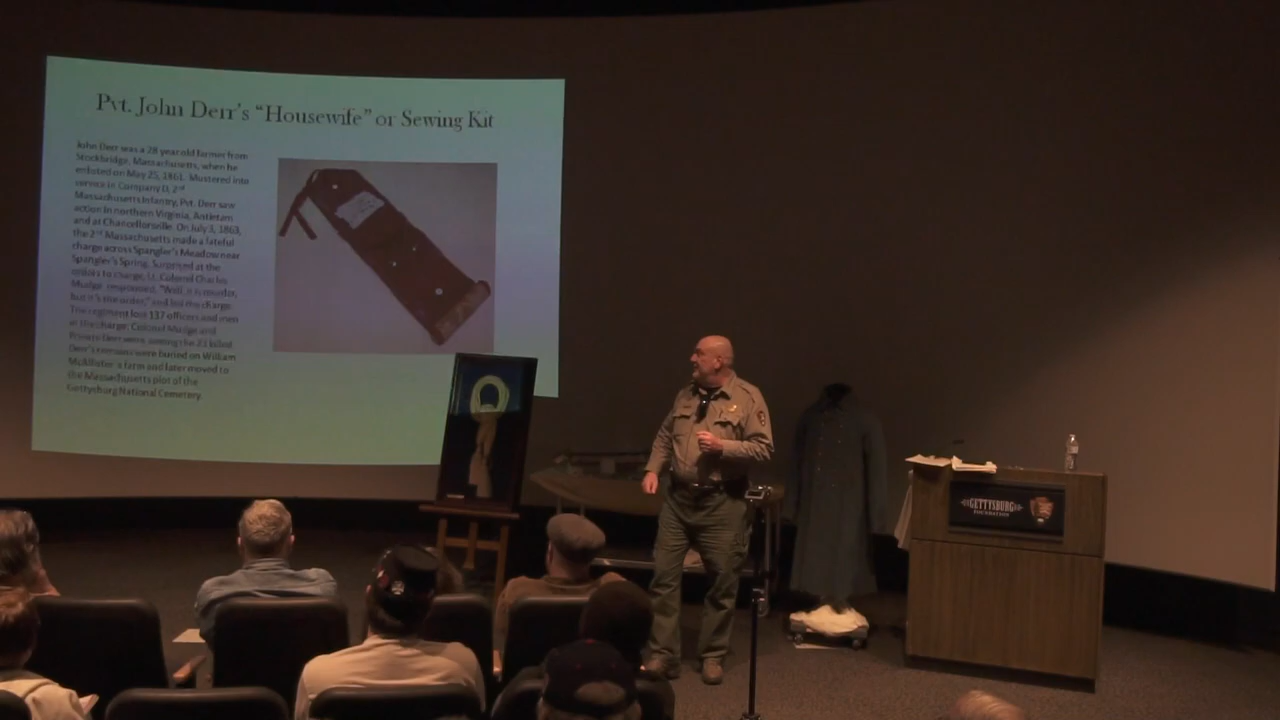 Pvt. John Derr's "Housewife" or Sewing Kit
John Derr was a 28 year old farmer from
Stockbridge, Massachusetts, when he
enlisted on May 25, 1861. Mustered into
service in Company D, 2nd
Massachusetts Infantry, Pvt. Derr saw
action in northern Virginia, Antietam
and at Chancellorsville. On July 3, 1863,
the 2nd Massachusetts made a fateful
charge across Spangler's Meadow near
Spangler's Spring. Surprised at the
orders to charge, Lt. Colonel Charles
Mudge responded, "Well, it is murder,
but it's the order," and led the charge.
The regiment lost 137 officers and men
in the charge; Colonel Mudge and
Private Derr were among the 23 killed.
Derr's remains were buried on William
McAllister's farm and later moved to
the Massachusetts plot of the
Gettysburg National Cemetery.
GETTYSBURG
FOUNDATION